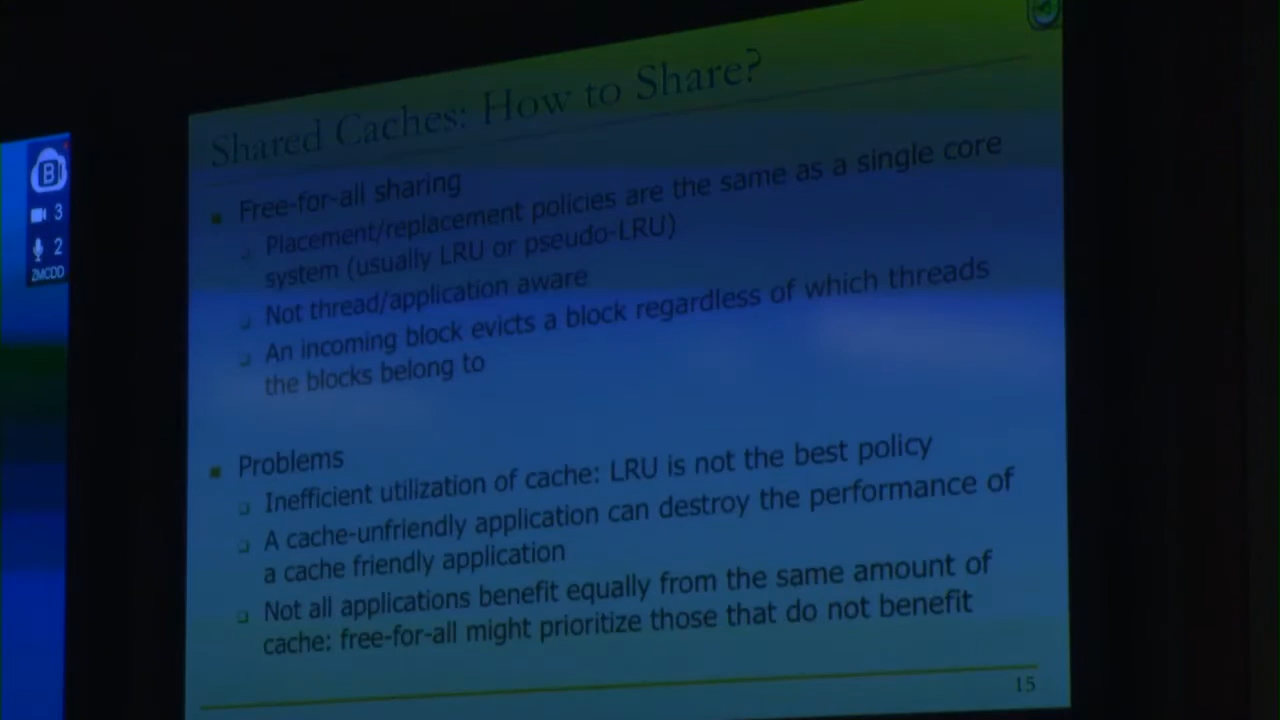 Shared Caches: How to Share?
Free-for-all sharing
Placement/replacement policies are the same as a single core
system (usually LRU or pseudo-LRU)
Not thread/application aware
An incoming block evicts a block regardless of which threads
the blocks belong to
Problems
Inefficient utilization of cache: LRU is not the best policy
A cache-unfriendly application can destroy the performance of
a cache friendly application
Not all applications benefit equally from the same amount of
cache: free-for-all might prioritize those that do not benefit
15
B
3
2
ZMCDD